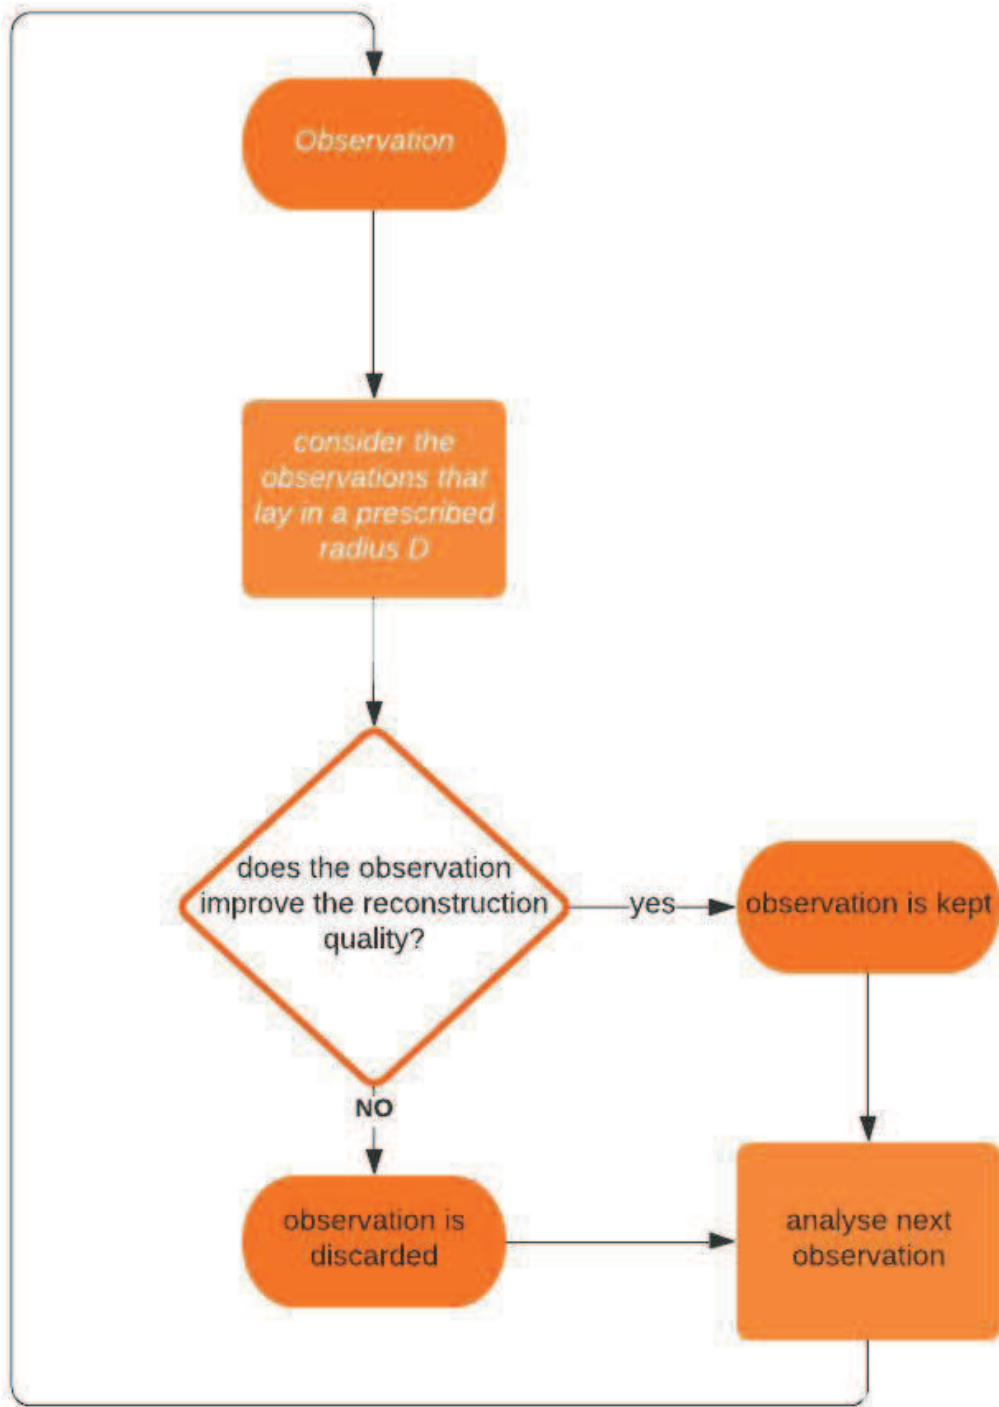 Observation
consider the
observations that
lay in a prescribed
radius D
does the observation
improve the reconstruction
quality?
yes
observation is kept
NO
observation is
discarded
analyse next
observation